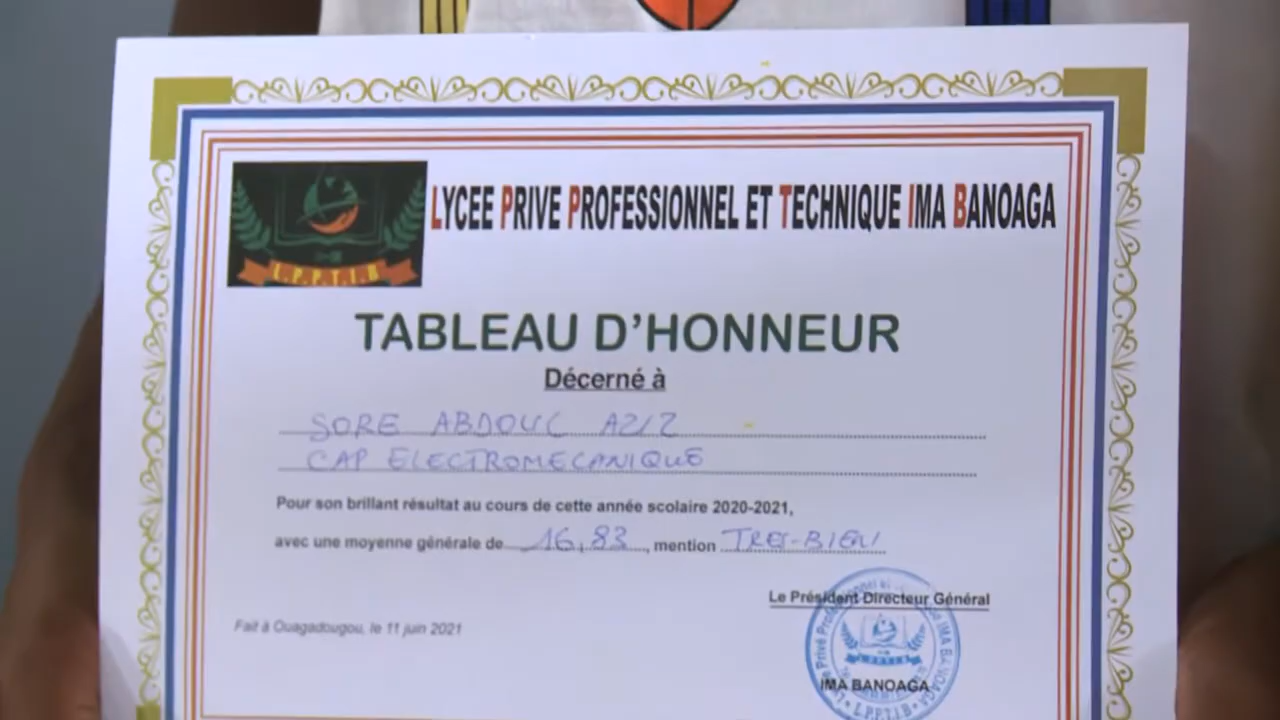 LYCEE PRIVE PROFESSIONNEL ET TECHNIQUE IMA BANOAGA
L.P.P.T.I.B
TABLEAU D'HONNEUR
Décerné à
SORE ABDOUL AZIZ
CAP ELECTROMECANIQUE
Pour son brillant résultat au cours de cette année scolaire 2020-2021,
avec une moyenne générale de 16,83, mention TRES-BIEN
Le Président Directeur Général
Fait à Ouagadougou, le 11 juin 2021
IMA BANOAGA
L.P.P.T.I.B